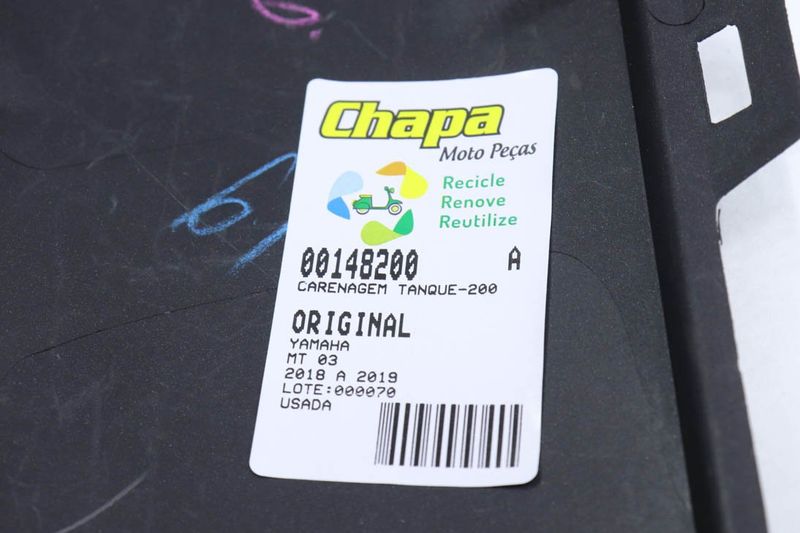 Chapa
Moto Peças
Recicle
Renove
Reutilize
00148200 A
CARENAGEM TANQUE-200
ORIGINAL
YAMAHA
MT 03
2018 A 2019
LOTE:000070
USADA